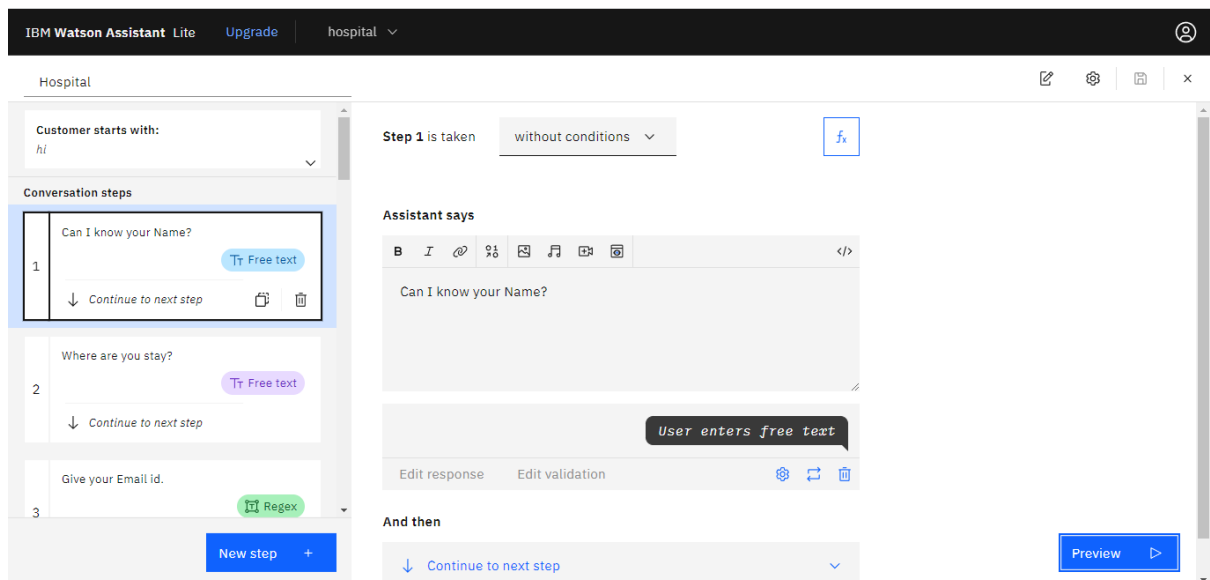 IBM Watson Assistant Lite Upgrade hospital
Hospital
Customer starts with:
hi
Conversation steps
1
Can I know your Name?
Free text
Continue to next step
2
Where are you stay?
Free text
Continue to next step
3
Give your Email id.
Regex
New step +
Step 1 is taken without conditions fx
Assistant says
B I </>
Can I know your Name?
User enters free text
Edit response Edit validation
And then
Continue to next step
Preview